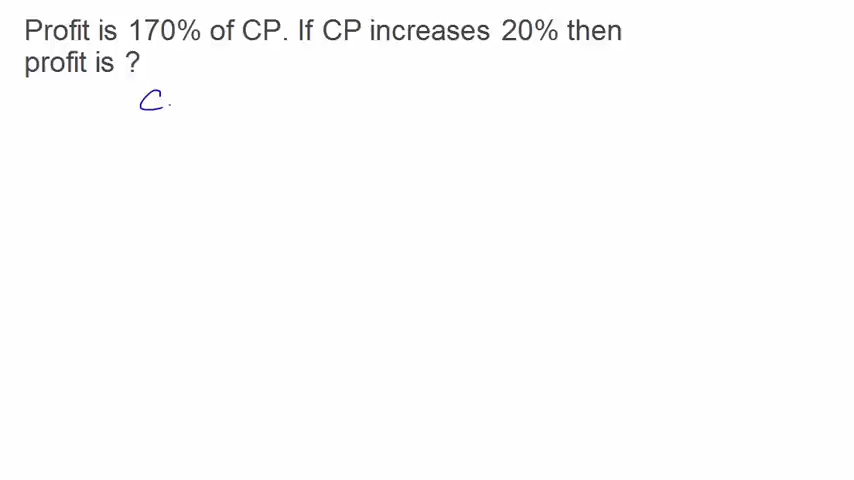 Profit is 170% of CP. If CP increases 20% then
profit is ?
C.